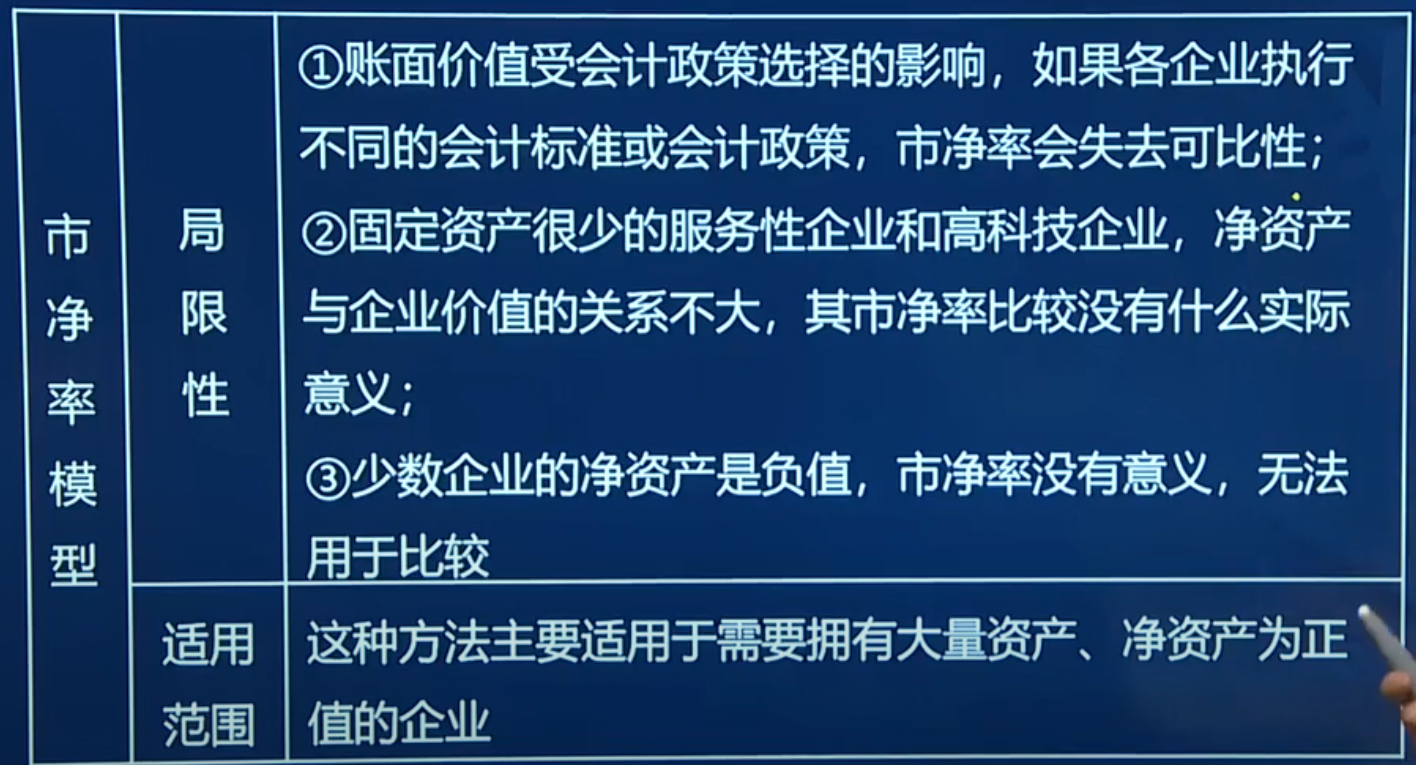 市净率模型
局限性
①账面价值受会计政策选择的影响，如果各企业执行
不同的会计标准或会计政策，市净率会失去可比性；
②固定资产很少的服务性企业和高科技企业，净资产
与企业价值的关系不大，其市净率比较没有什么实际
意义；
③少数企业的净资产是负值，市净率没有意义，无法
用于比较
适用
范围
这种方法主要适用于需要拥有大量资产、净资产为正
值的企业